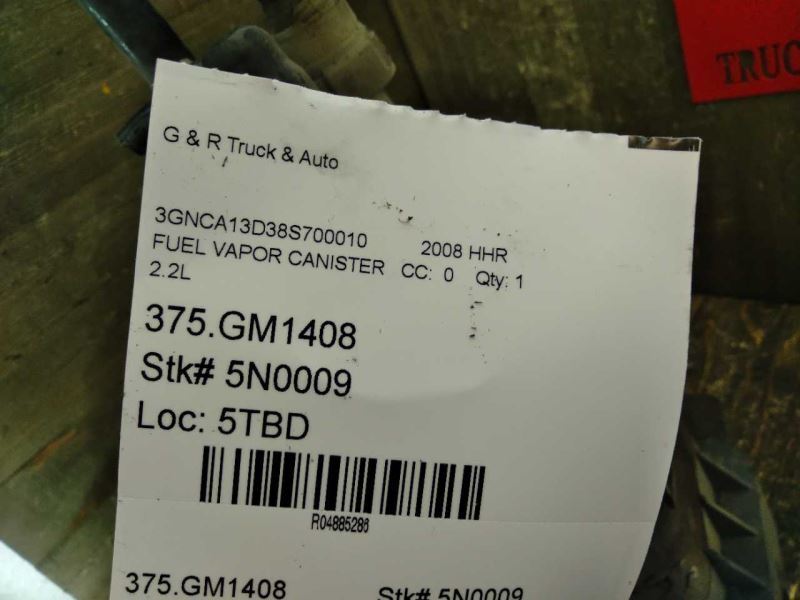 TRUC
G & R Truck & Auto
3GNCA13D38S700010 2008 HHR
FUEL VAPOR CANISTER CC: 0 Qty: 1
2.2L
375.GM1408
Stk# 5N0009
Loc: 5TBD
R04885286
375.GM1408 Stk# 5N0009